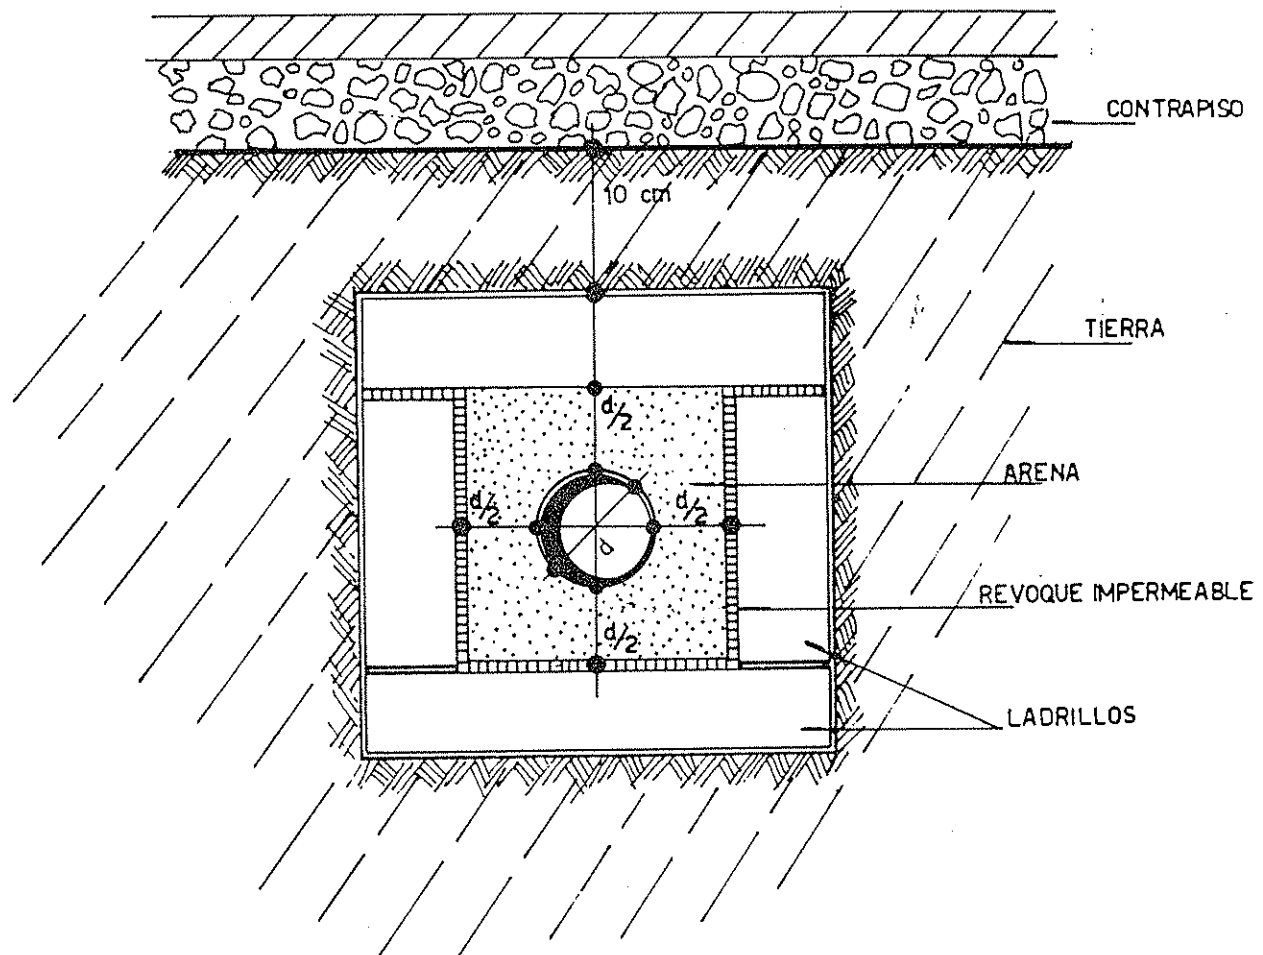 CONTRAPISO
10 cm
TIERRA
d/2
ARENA
d/2
d/2
d
REVOQUE IMPERMEABLE
d/2
LADRILLOS